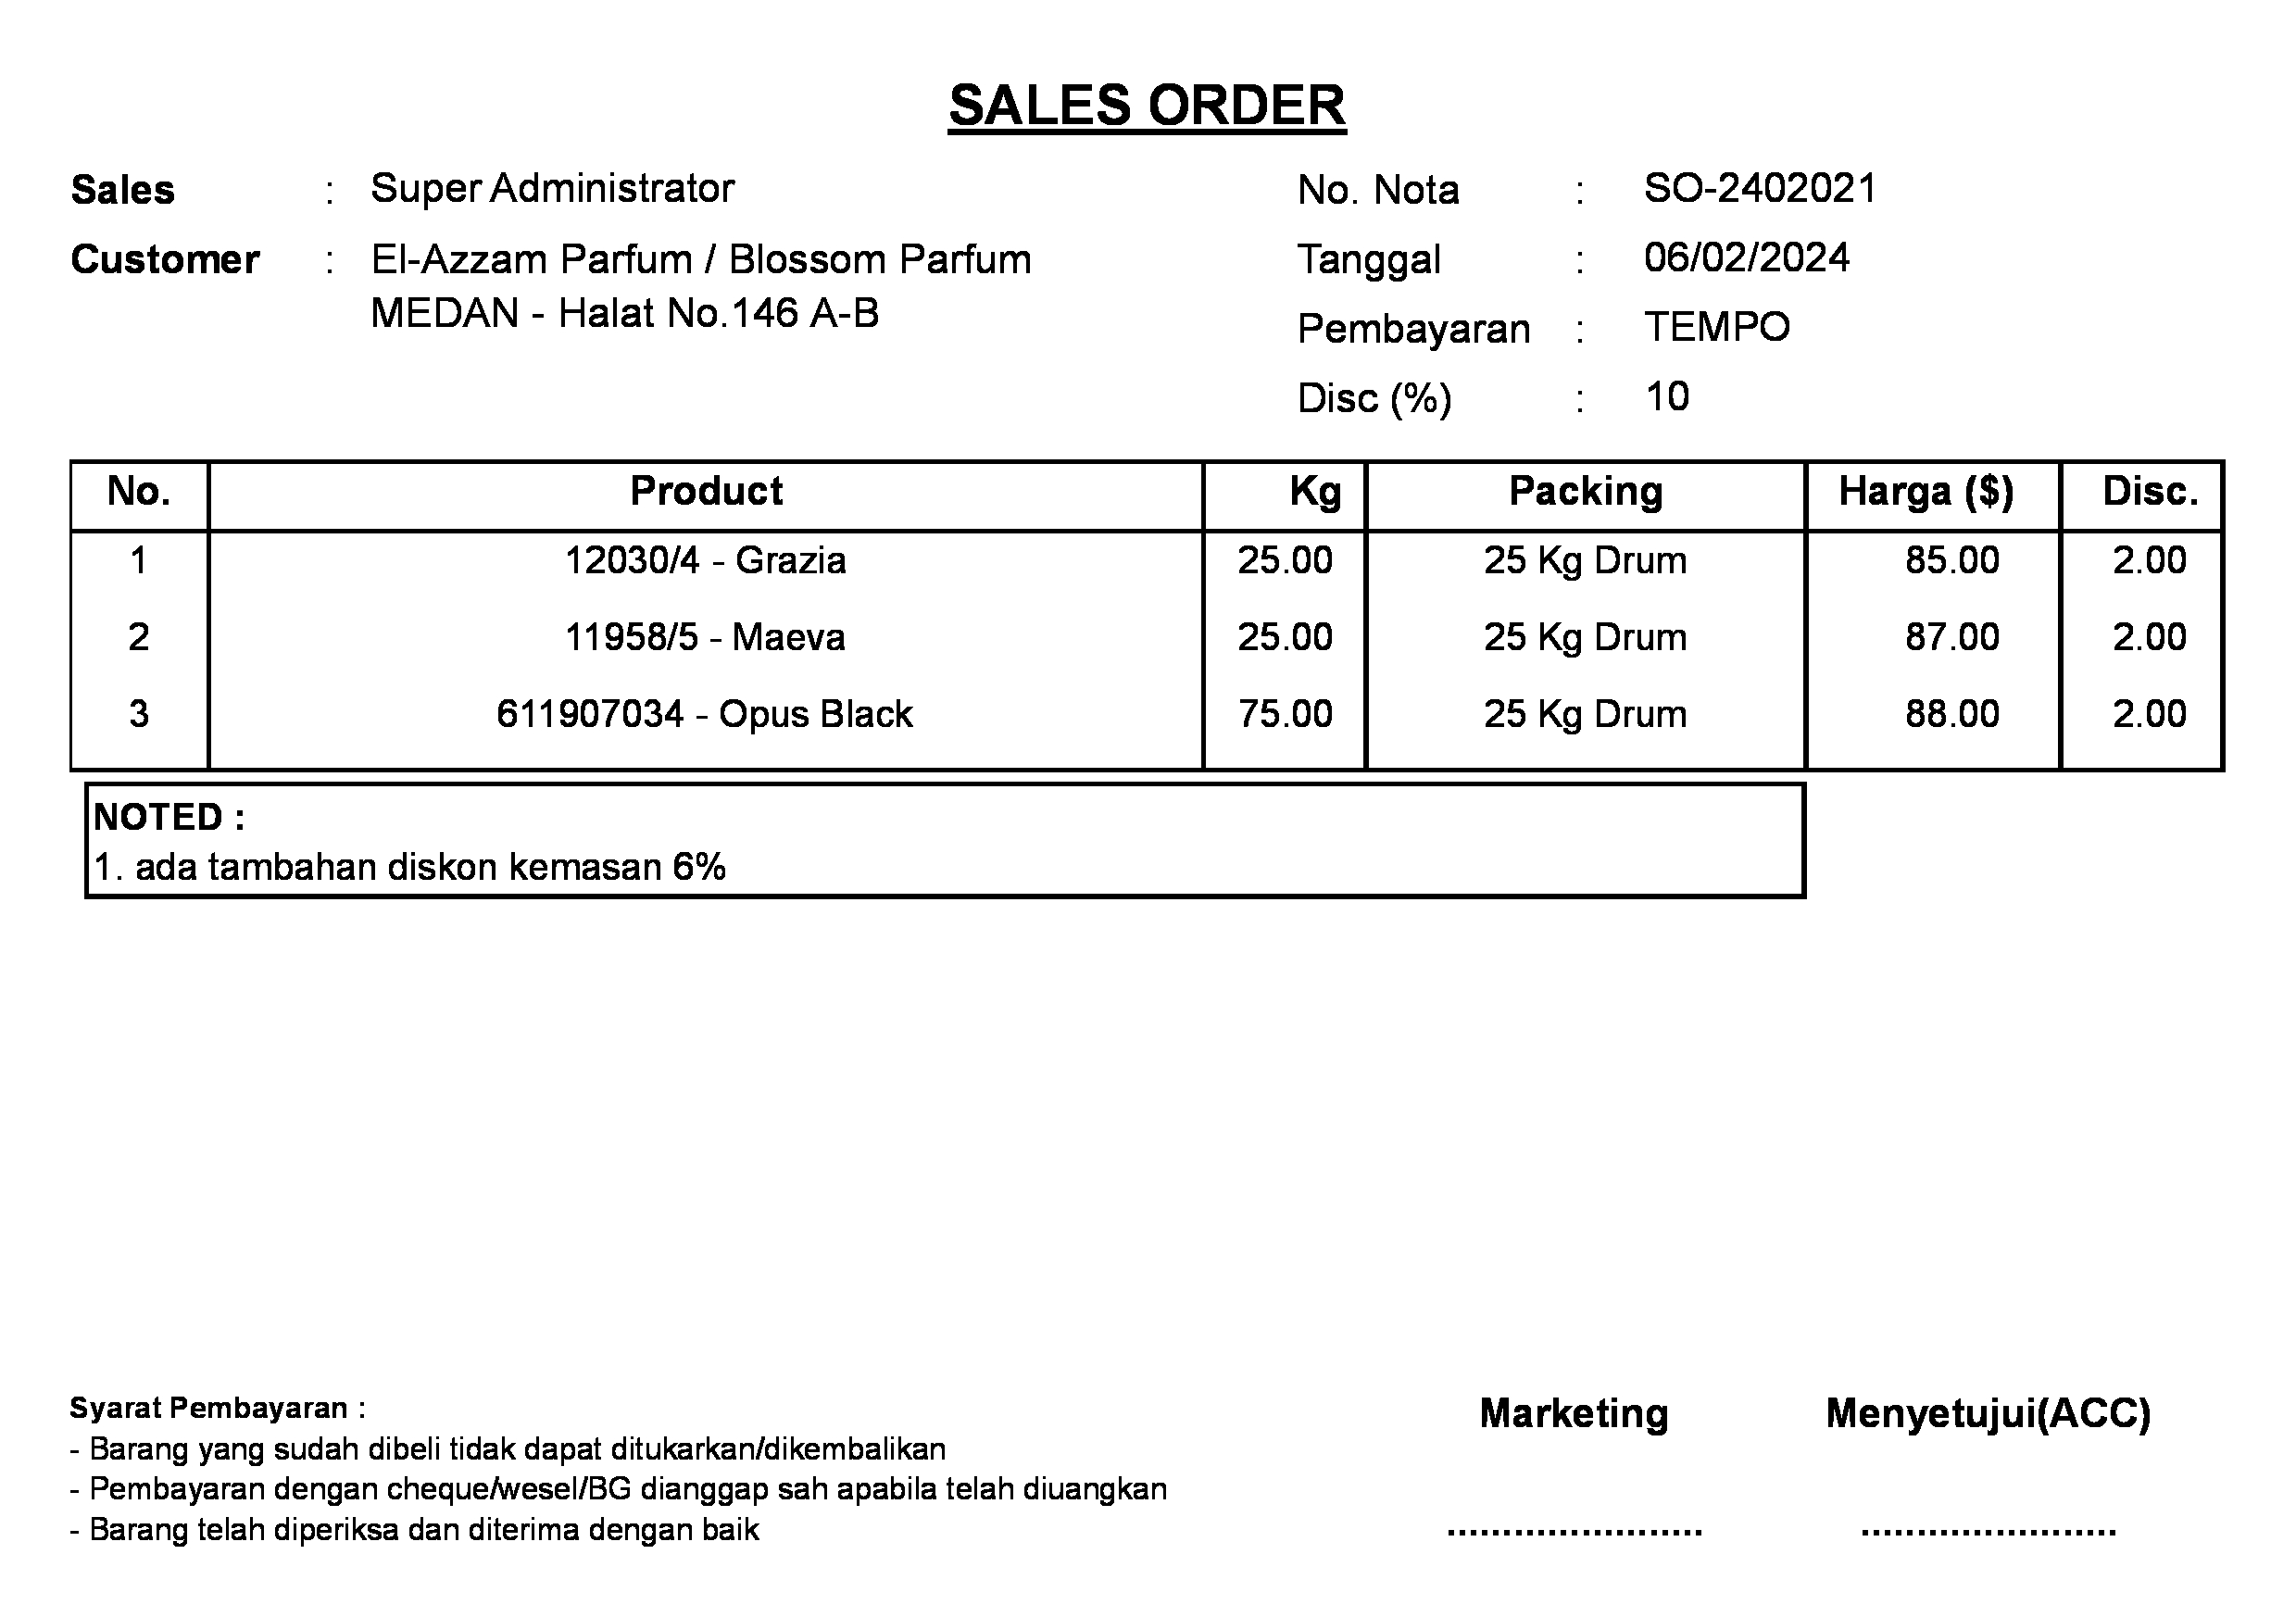 SALES ORDER
Sales : Super Administrator
No. Nota : SO-2402021
Customer : El-Azzam Parfum / Blossom Parfum
Tanggal : 06/02/2024
MEDAN - Halat No.146 A-B
Pembayaran : TEMPO
Disc (%) : 10
No. Product Kg Packing Harga ($) Disc.
1 12030/4 - Grazia 25.00 25 Kg Drum 85.00 2.00
2 11958/5 - Maeva 25.00 25 Kg Drum 87.00 2.00
3 611907034 - Opus Black 75.00 25 Kg Drum 88.00 2.00
NOTED :
1. ada tambahan diskon kemasan 6%
Syarat Pembayaran :
- Barang yang sudah dibeli tidak dapat ditukarkan/dikembalikan
- Pembayaran dengan cheque/wesel/BG dianggap sah apabila telah diuangkan
- Barang telah diperiksa dan diterima dengan baik
Marketing Menyetujui(ACC)
....................... .......................